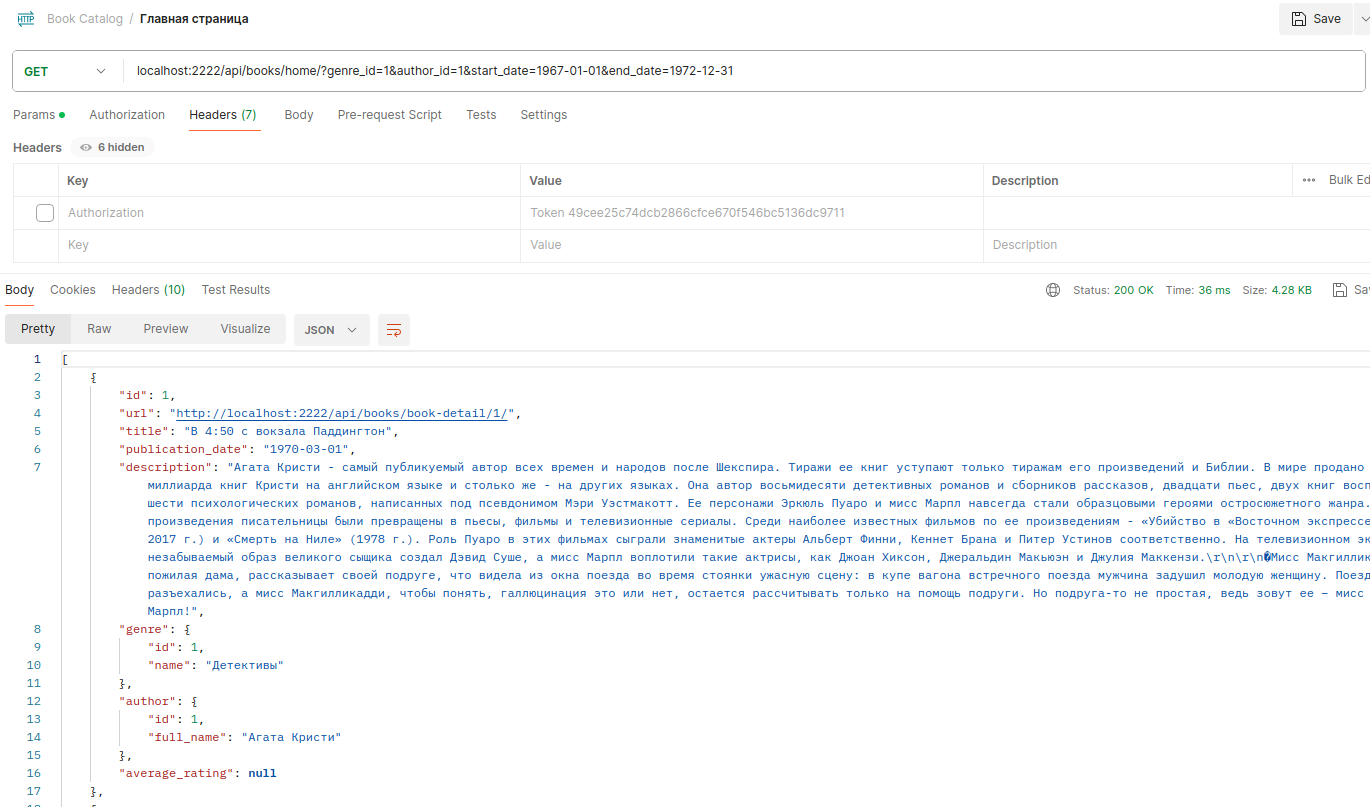 HTTP Book Catalog / Главная страница Save
GET localhost:2222/api/books/home/?genre_id=1&author_id=1&start_date=1967-01-01&end_date=1972-12-31
Params Authorization Headers (7) Body Pre-request Script Tests Settings
Headers 6 hidden
Key Value Description ••• Bulk Ed
Authorization Token 49cee25c74dcb2866cfce670f546bc5136dc9711
Key Value Description
Body Cookies Headers (10) Test Results Status: 200 OK Time: 36 ms Size: 4.28 KB Sav
Pretty Raw Preview Visualize JSON
1 [
2 {
3 "id": 1,
4 "url": "http://localhost:2222/api/books/book-detail/1/",
5 "title": "В 4:50 с вокзала Паддингтон",
6 "publication_date": "1970-03-01",
7 "description": "Агата Кристи - самый публикуемый автор всех времен и народов после Шекспира. Тиражи ее книг уступают только тиражам его произведений и Библии. В мире продано
миллиарда книг Кристи на английском языке и столько же - на других языках. Она автор восьмидесяти детективных романов и сборников рассказов, двадцати пьес, двух книг восп
шести психологических романов, написанных под псевдонимом Мэри Уэстмакотт. Ее персонажи Эркюль Пуаро и мисс Марпл навсегда стали образцовыми героями остросюжетного жанра.
произведения писательницы были превращены в пьесы, фильмы и телевизионные сериалы. Среди наиболее известных фильмов по ее произведениям - «Убийство в «Восточном экспрессе
2017 г.) и «Смерть на Ниле» (1978 г.). Роль Пуаро в этих фильмах сыграли знаменитые актеры Альберт Финни, Кеннет Брана и Питер Устинов соответственно. На телевизионном эк
незабываемый образ великого сыщика создал Дэвид Суше, а мисс Марпл воплотили такие актрисы, как Джоан Хиксон, Джеральдин Макьюэн и Джулия Маккензи.\r\n\r\n�Мисс Макгиллик
пожилая дама, рассказывает своей подруге, что видела из окна поезда во время стоянки ужасную сцену: в купе вагона встречного поезда мужчина задушил молодую женщину. Поезд
разъехались, а мисс Макгилликадди, чтобы понять, галлюцинация это или нет, остается рассчитывать только на помощь подруги. Но подруга-то не простая, ведь зовут ее – мисс
Марпл!",
8 "genre": {
9 "id": 1,
10 "name": "Детективы"
11 },
12 "author": {
13 "id": 1,
14 "full_name": "Агата Кристи"
15 },
16 "average_rating": null
17 },